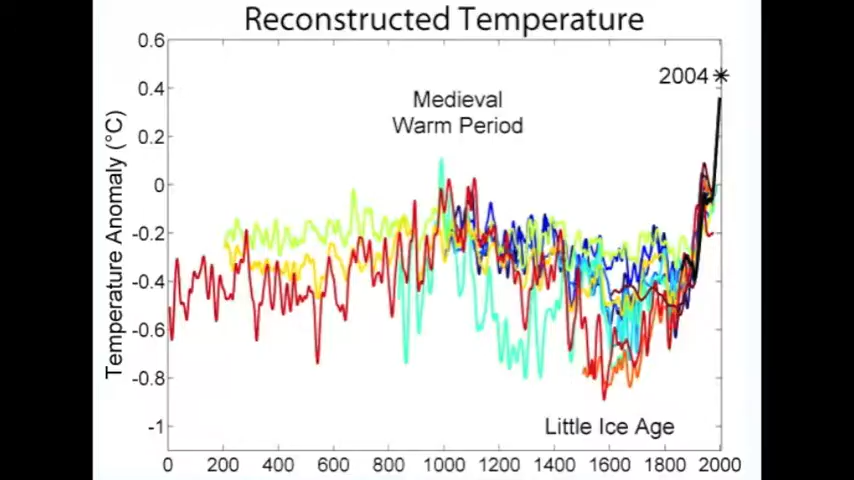 Reconstructed Temperature
0.6
0.4
0.2
0
-0.2
-0.4
-0.6
-0.8
-1
Temperature Anomaly (°C)
2004 *
Medieval
Warm Period
Little Ice Age
0 200 400 600 800 1000 1200 1400 1600 1800 2000